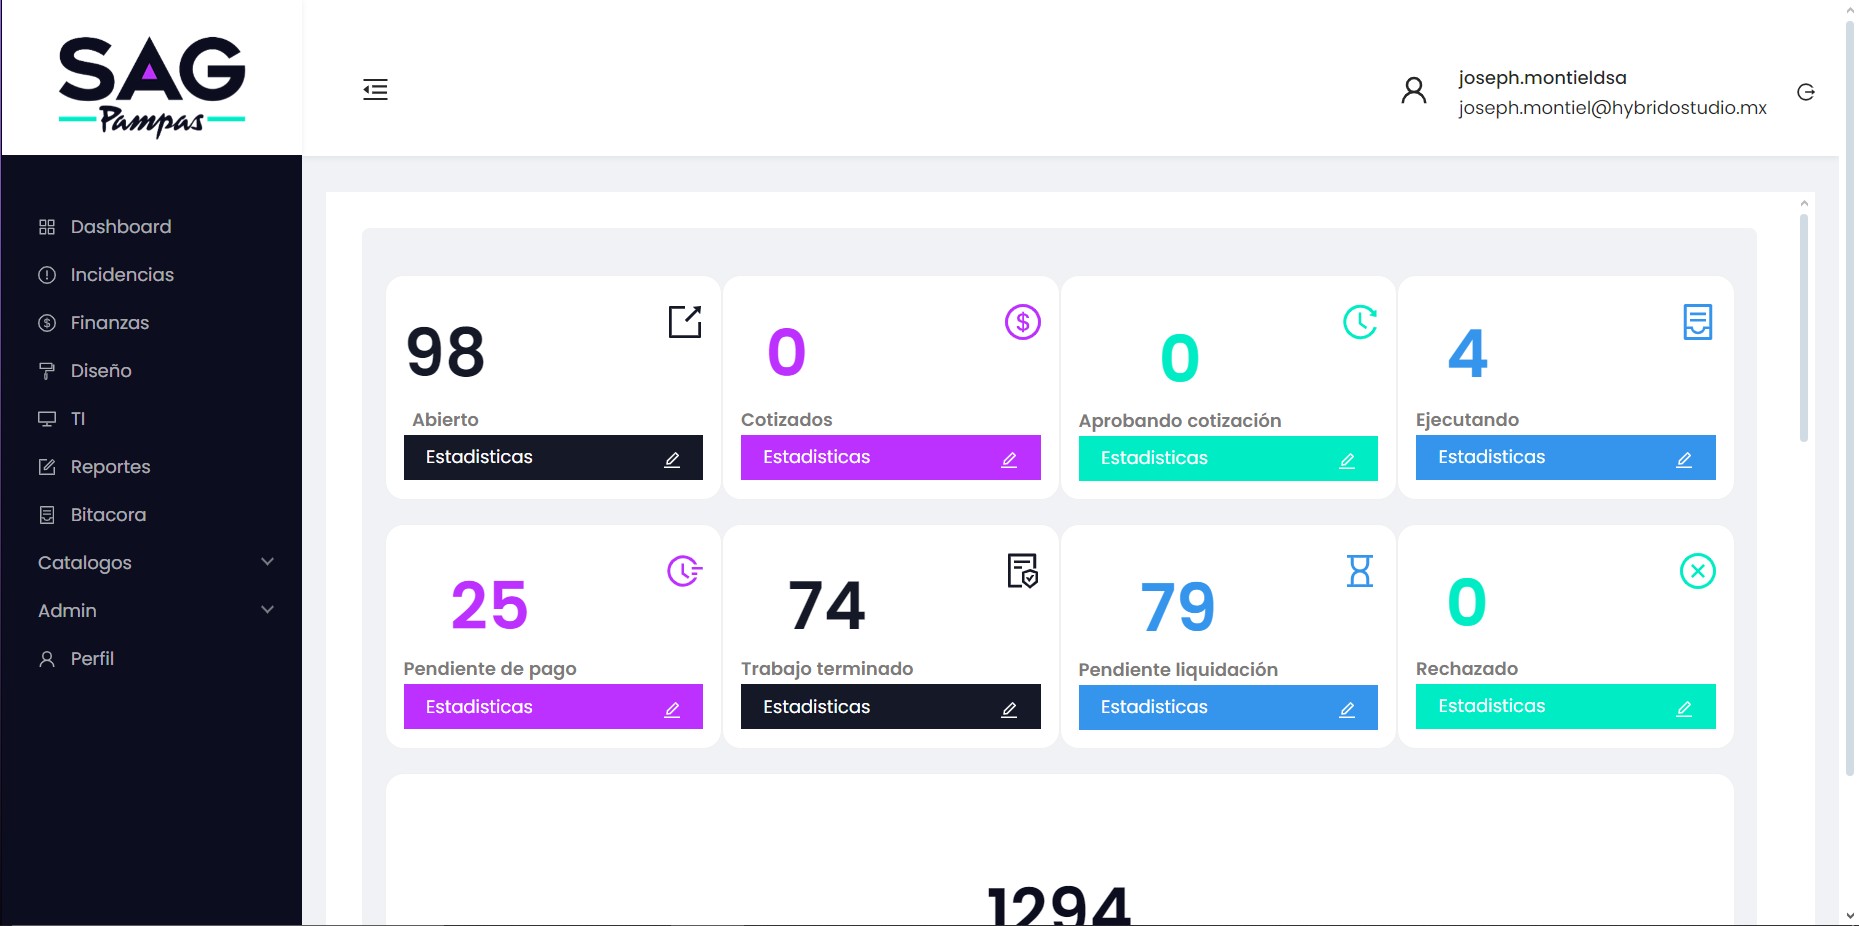 SAG
Pampas
joseph.montieldsa
joseph.montiel@hybridostudio.mx
Dashboard
Incidencias
Finanzas
Diseño
TI
Reportes
Bitacora
Catalogos
Admin
Perfil
98
Abierto
Estadisticas
0
Cotizados
Estadisticas
0
Aprobando cotización
Estadisticas
4
Ejecutando
Estadisticas
25
Pendiente de pago
Estadisticas
74
Trabajo terminado
Estadisticas
79
Pendiente liquidación
Estadisticas
0
Rechazado
Estadisticas
1294